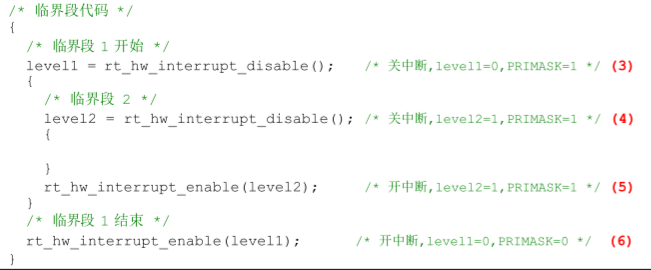 /* 临界段代码 */
{
/* 临界段 1 开始 */
level1 = rt_hw_interrupt_disable(); /* 关中断,level1=0,PRIMASK=1 */ (3)
{
/* 临界段 2 */
level2 = rt_hw_interrupt_disable(); /* 关中断,level2=1,PRIMASK=1 */ (4)
{
}
rt_hw_interrupt_enable(level2); /* 开中断,level2=1,PRIMASK=1 */ (5)
}
/* 临界段 1 结束 */
rt_hw_interrupt_enable(level1); /* 开中断,level1=0,PRIMASK=0 */ (6)
}